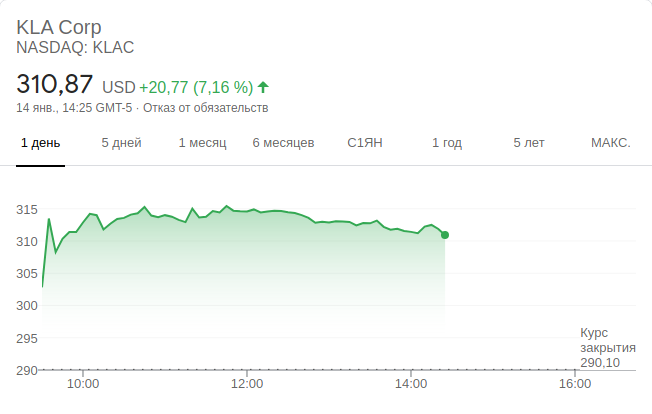 KLA Corp
NASDAQ: KLAC
310,87 USD +20,77 (7,16 %)
14 янв., 14:25 GMT-5 · Отказ от обязательств
1 день 5 дней 1 месяц 6 месяцев С1ЯН 1 год 5 лет МАКС.
315
310
305
300
295
290
Курс
закрытия
290,10
10:00 12:00 14:00 16:00